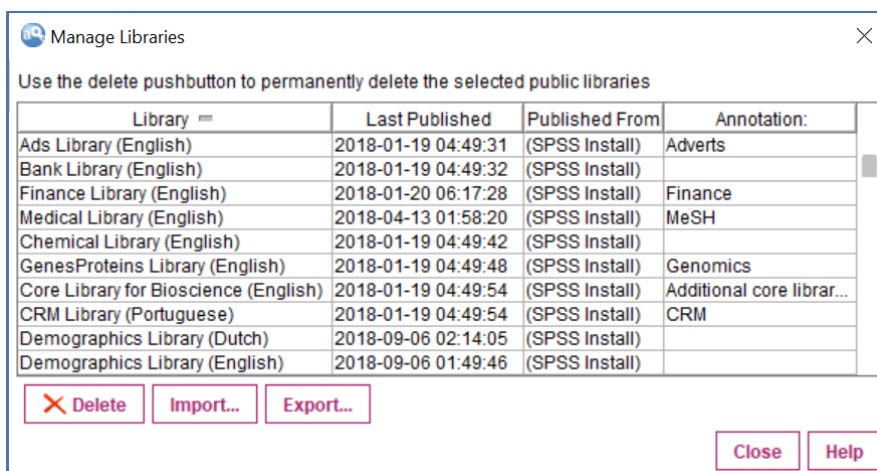 Manage Libraries
Use the delete pushbutton to permanently delete the selected public libraries
Library Last Published Published From Annotation:
Ads Library (English) 2018-01-19 04:49:31 (SPSS Install) Adverts
Bank Library (English) 2018-01-19 04:49:32 (SPSS Install)
Finance Library (English) 2018-01-20 06:17:28 (SPSS Install) Finance
Medical Library (English) 2018-04-13 01:58:20 (SPSS Install) MeSH
Chemical Library (English) 2018-01-19 04:49:42 (SPSS Install)
GenesProteins Library (English) 2018-01-19 04:49:48 (SPSS Install) Genomics
Core Library for Bioscience (English) 2018-01-19 04:49:54 (SPSS Install) Additional core librar...
CRM Library (Portuguese) 2018-01-19 04:49:54 (SPSS Install) CRM
Demographics Library (Dutch) 2018-09-06 02:14:05 (SPSS Install)
Demographics Library (English) 2018-09-06 01:49:46 (SPSS Install)
Delete Import... Export...
Close Help